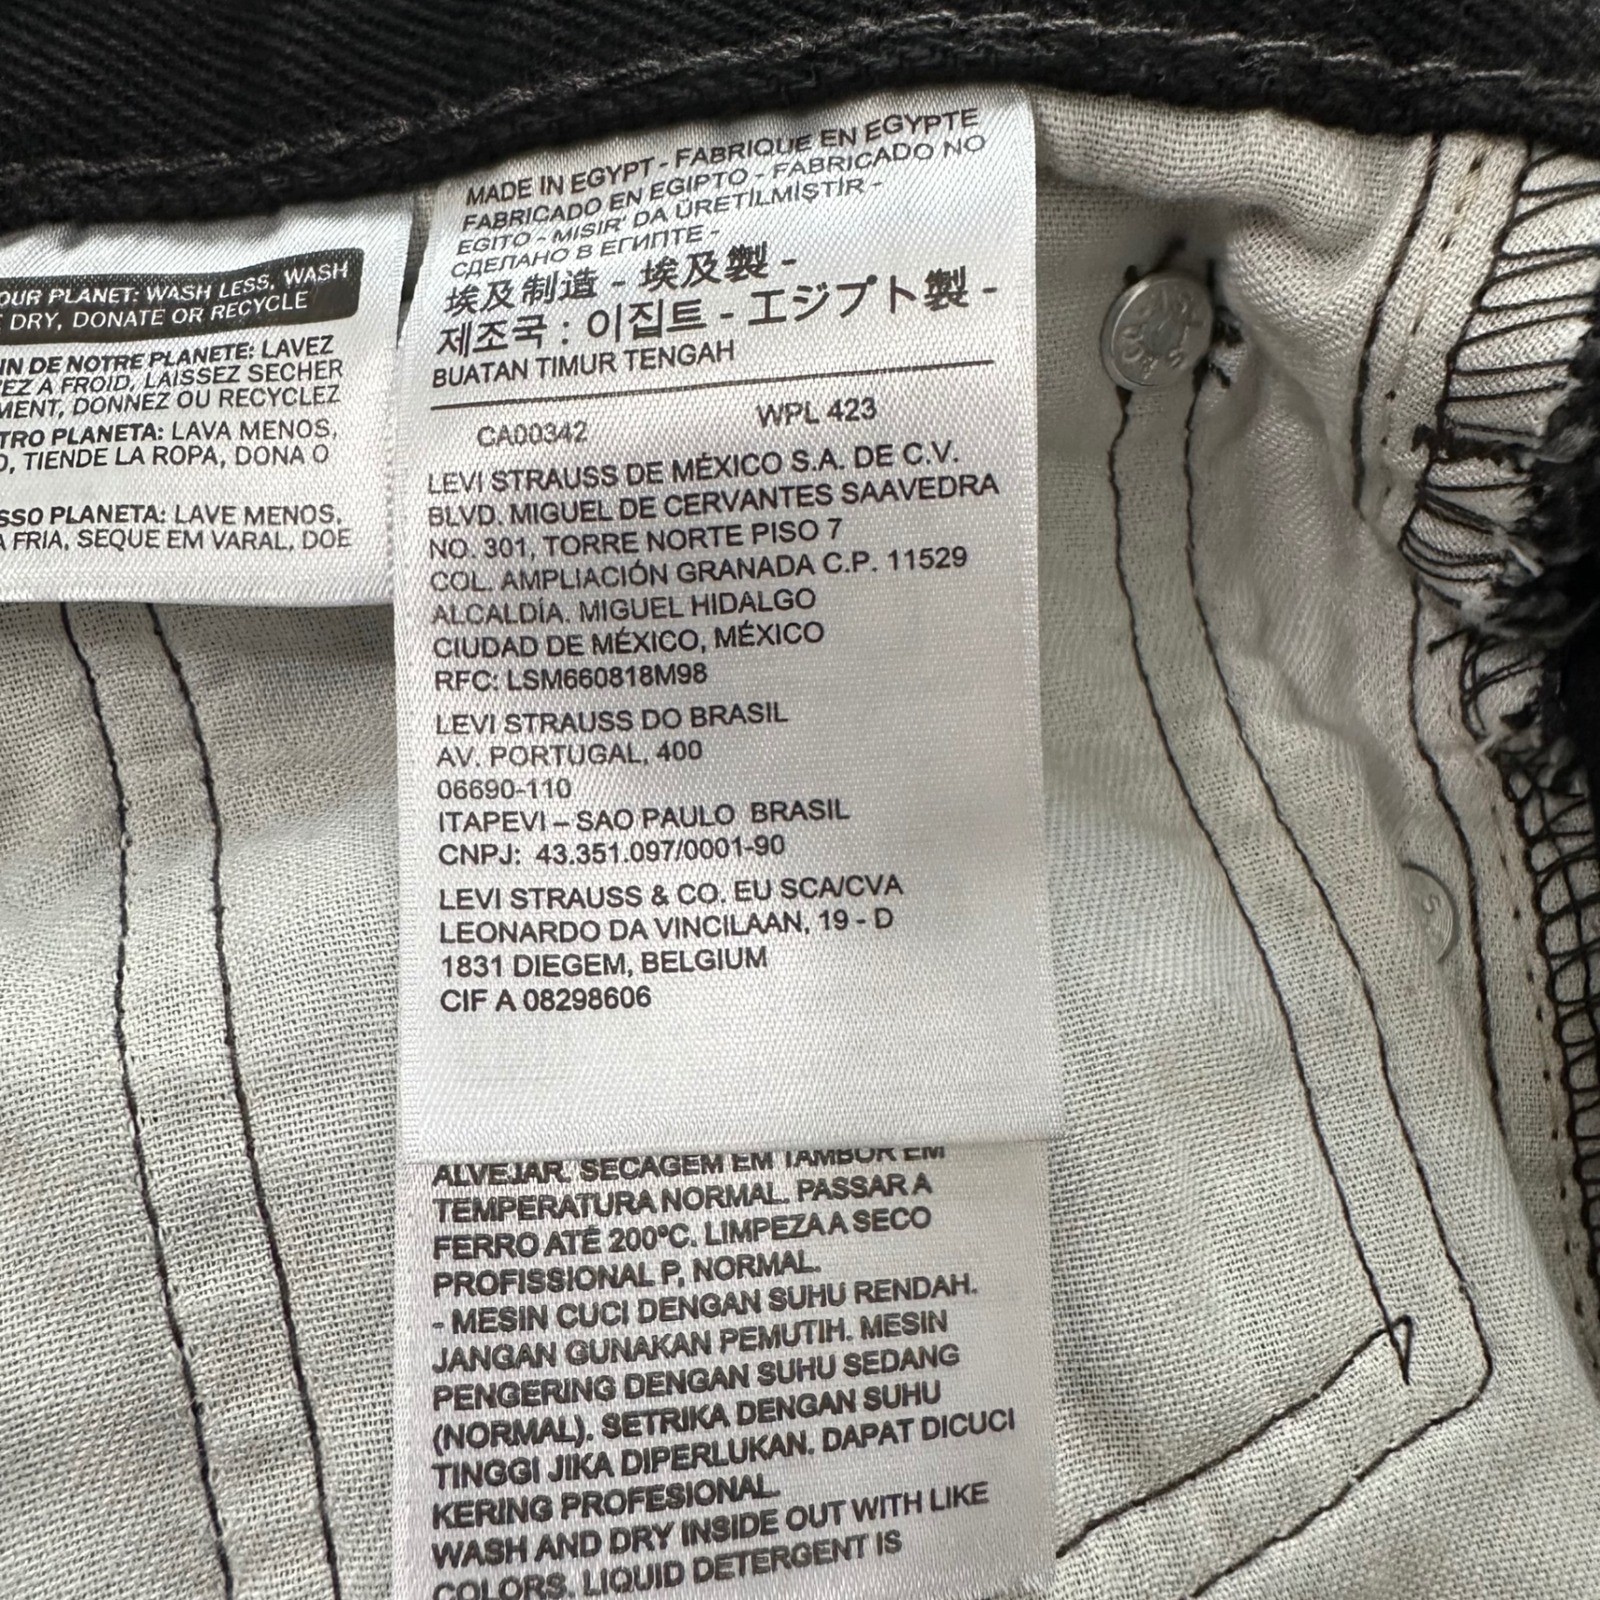 OUR PLANET: WASH LESS, WASH
DRY, DONATE OR RECYCLE
DE NOTRE PLANETE: LAVEZ
A FROID, LAISSEZ SECHER
DONNEZ OU RECYCLEZ
PLANETA: LAVA MENOS,
TIENDE LA ROPA, DONA O
PLANETA: LAVE MENOS,
FRIA, SEQUE EM VARAL, DOE
MADE IN EGYPT - FABRIQUE EN EGYPTE
FABRICADO EN EGIPTO - FABRICADO NO
EGITO - MISIR' DA ÜRETİLMİŞTİR -
СДЕЛАНО В ЕГИПТЕ -
埃及制造 - 埃及製 -
제조국 : 이집트 - エジプト製 -
BUATAN TIMUR TENGAH
CA00342 WPL 423
LEVI STRAUSS DE MÉXICO S.A. DE C.V.
BLVD. MIGUEL DE CERVANTES SAAVEDRA
NO. 301, TORRE NORTE PISO 7
COL. AMPLIACIÓN GRANADA C.P. 11529
ALCALDÍA. MIGUEL HIDALGO
CIUDAD DE MÉXICO, MÉXICO
RFC: LSM660818M98
LEVI STRAUSS DO BRASIL
AV. PORTUGAL, 400
06690-110
ITAPEVI – SAO PAULO BRASIL
CNPJ: 43.351.097/0001-90
LEVI STRAUSS & CO. EU SCA/CVA
LEONARDO DA VINCILAAN, 19 - D
1831 DIEGEM, BELGIUM
CIF A 08298606
ALVEJAR. SECAGEM EM TAMBOR EM
TEMPERATURA NORMAL. PASSAR A
FERRO ATÉ 200ºC. LIMPEZA A SECO
PROFISSIONAL P, NORMAL.
- MESIN CUCI DENGAN SUHU RENDAH.
JANGAN GUNAKAN PEMUTIH. MESIN
PENGERING DENGAN SUHU SEDANG
(NORMAL). SETRIKA DENGAN SUHU
TINGGI JIKA DIPERLUKAN. DAPAT DICUCI
KERING PROFESIONAL.
WASH AND DRY INSIDE OUT WITH LIKE
COLORS. LIQUID DETERGENT IS